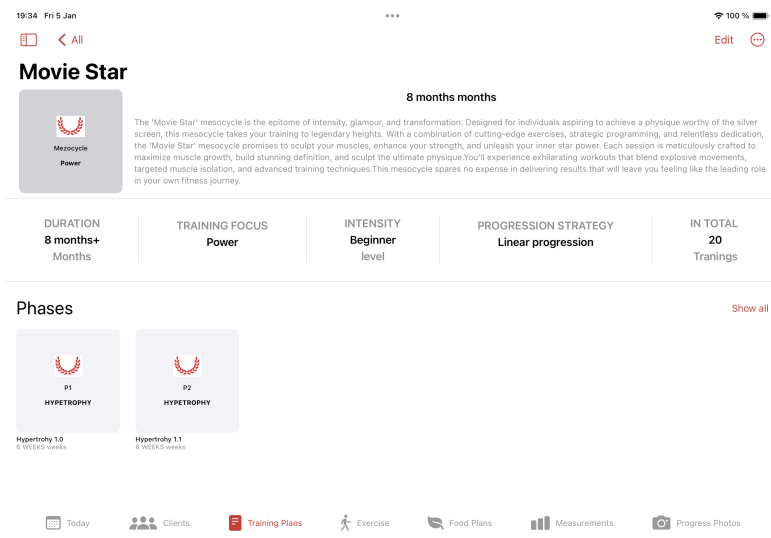 19:34 Fri 5 Jan
100 %
All
Edit
Movie Star
Mezocycle
Power
8 months months
The 'Movie Star' mesocycle is the epitome of intensity, glamour, and transformation. Designed for individuals aspiring to achieve a physique worthy of the silver
screen, this mesocycle takes your training to legendary heights. With a combination of cutting-edge exercises, strategic programming, and relentless dedication,
the 'Movie Star' mesocycle promises to sculpt your muscles, enhance your strength, and unleash your inner star power. Each session is meticulously crafted to
maximize muscle growth, build stunning definition, and sculpt the ultimate physique.You'll experience exhilarating workouts that blend explosive movements,
targeted muscle isolation, and advanced training techniques.This mesocycle spares no expense in delivering results that will leave you feeling like the leading role
in your own fitness journey.
DURATION
8 months+
Months
TRAINING FOCUS
Power
INTENSITY
Beginner
level
PROGRESSION STRATEGY
Linear progression
IN TOTAL
20
Tranings
Phases
Show all
P1
HYPETROPHY
Hypertrohy 1.0
6 WEEKS weeks
P2
HYPETROPHY
Hypertrohy 1.1
6 WEEKS weeks
Today
Clients
Training Plans
Exercise
Food Plans
Measurements
Progress Photos